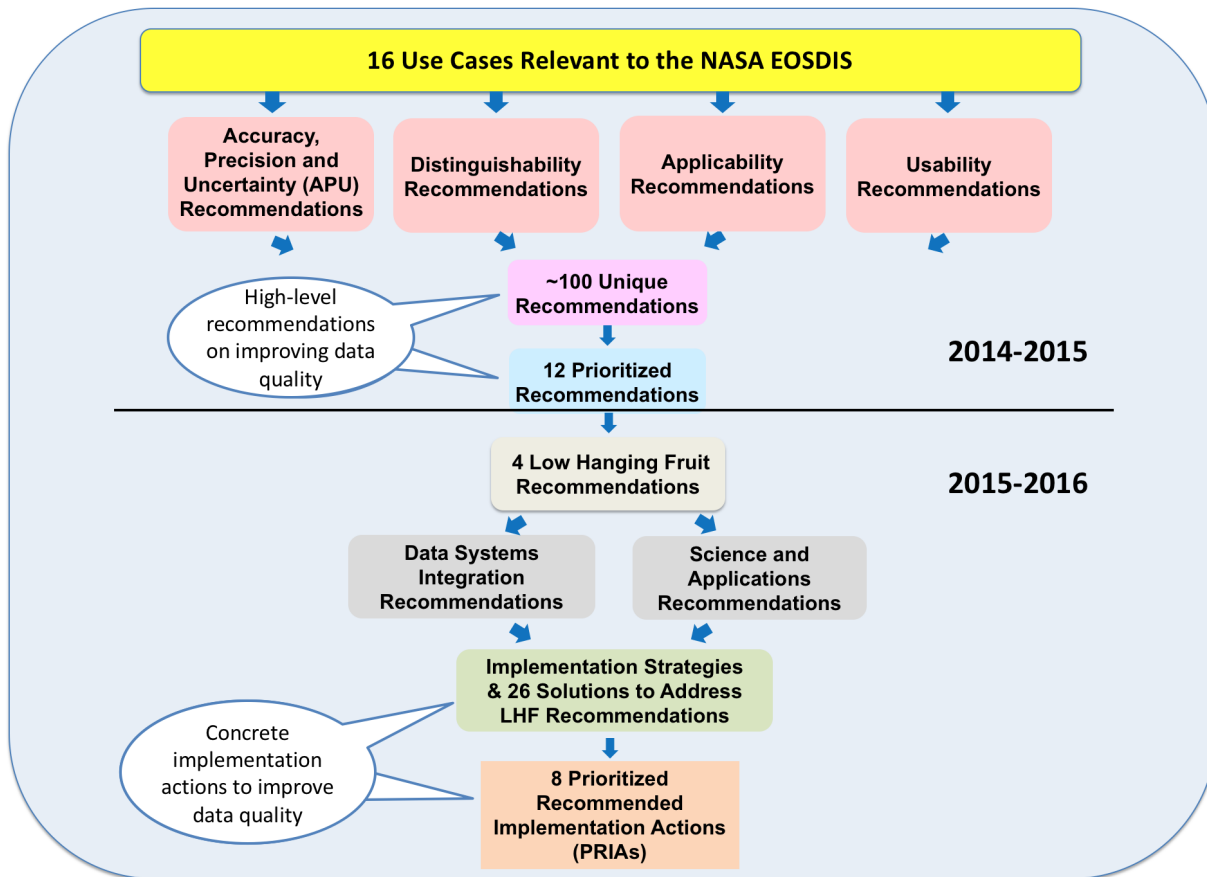 16 Use Cases Relevant to the NASA EOSDIS
Accuracy,
Precision and
Uncertainty (APU)
Recommendations
Distinguishability
Recommendations
Applicability
Recommendations
Usability
Recommendations
~100 Unique
Recommendations
High-level
recommendations
on improving data
quality
12 Prioritized
Recommendations
2014-2015
4 Low Hanging Fruit
Recommendations
2015-2016
Data Systems
Integration
Recommendations
Science and
Applications
Recommendations
Implementation Strategies
& 26 Solutions to Address
LHF Recommendations
Concrete
implementation
actions to improve
data quality
8 Prioritized
Recommended
Implementation Actions
(PRIAs)